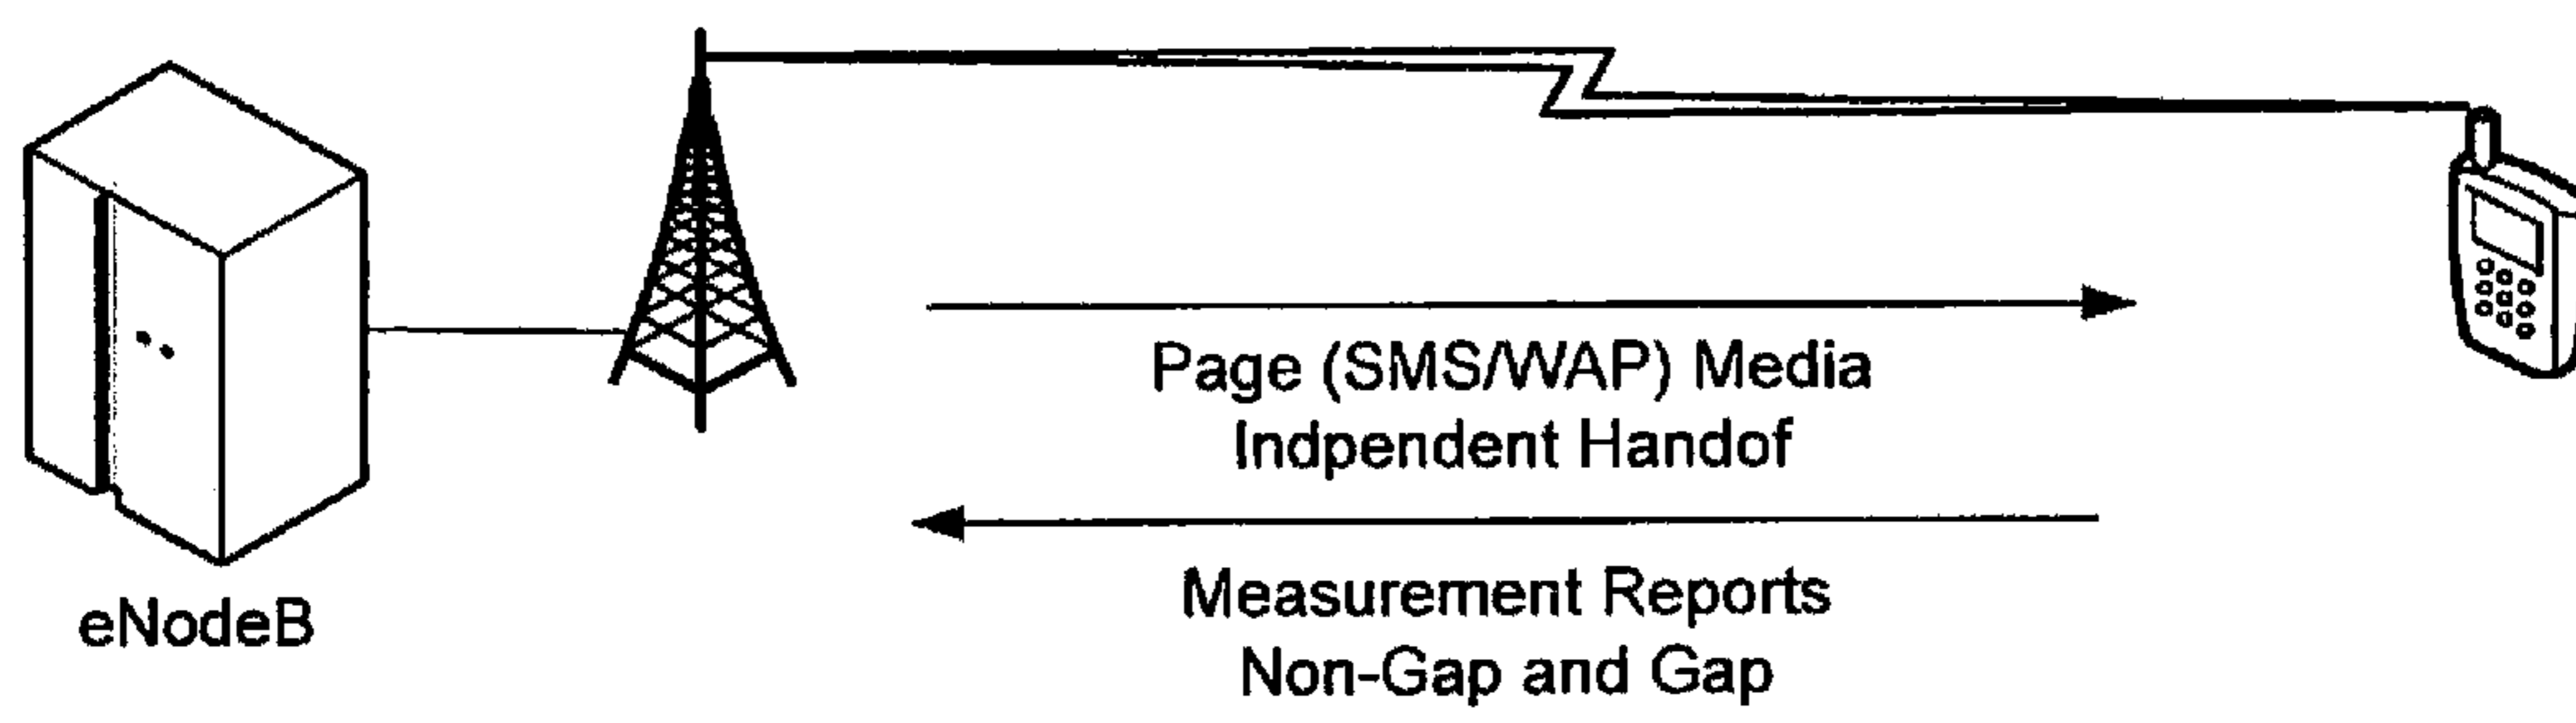 Page (SMS/WAP) Media
Indpendent Handof
Measurement Reports
Non-Gap and Gap
eNodeB